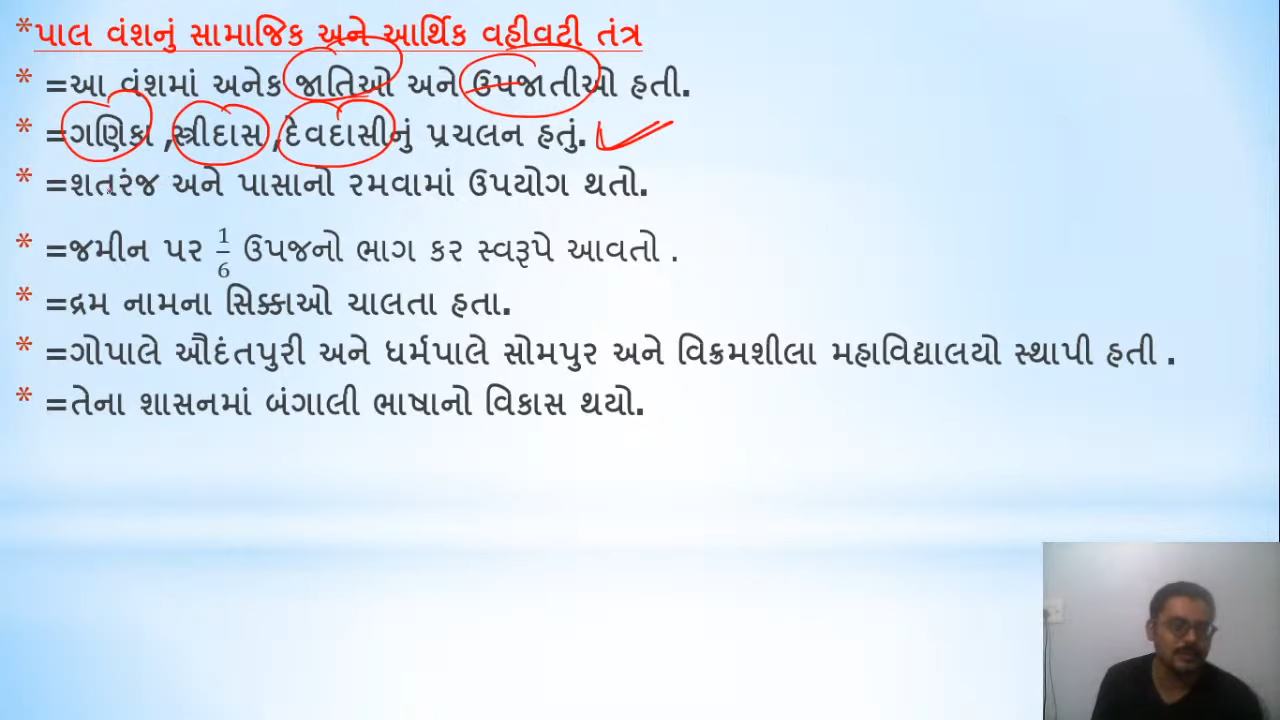 *પાલ વંશનું સામાજિક અને આર્થિક વહીવટી તંત્ર
* =આ વંશમાં અનેક જાતિઓ અને ઉપજાતીઓ હતી.
* =ગણિકા ,સ્ત્રીદાસ ,દેવદાસીનું પ્રચલન હતું.
* =શતરંજ અને પાસાનો રમવામાં ઉપયોગ થતો.
* =જમીન પર 1/6 ઉપજનો ભાગ કર સ્વરૂપે આવતો .
* =દ્રમ નામના સિક્કાઓ ચાલતા હતા.
* =ગોપાલે ઔદંતપુરી અને ધર્મપાલે સોમપુર અને વિક્રમશીલા મહાવિદ્યાલયો સ્થાપી હતી .
* =તેના શાસનમાં બંગાલી ભાષાનો વિકાસ થયો.